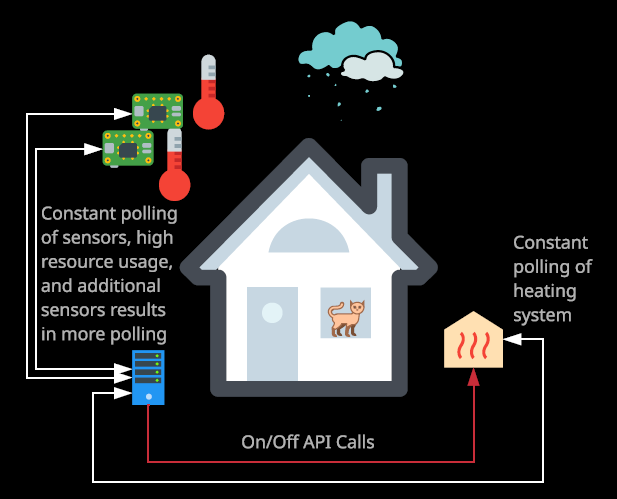 Constant polling
of sensors, high
resource usage,
and additional
sensors results
in more polling
Constant
polling of
heating
system
On/Off API Calls